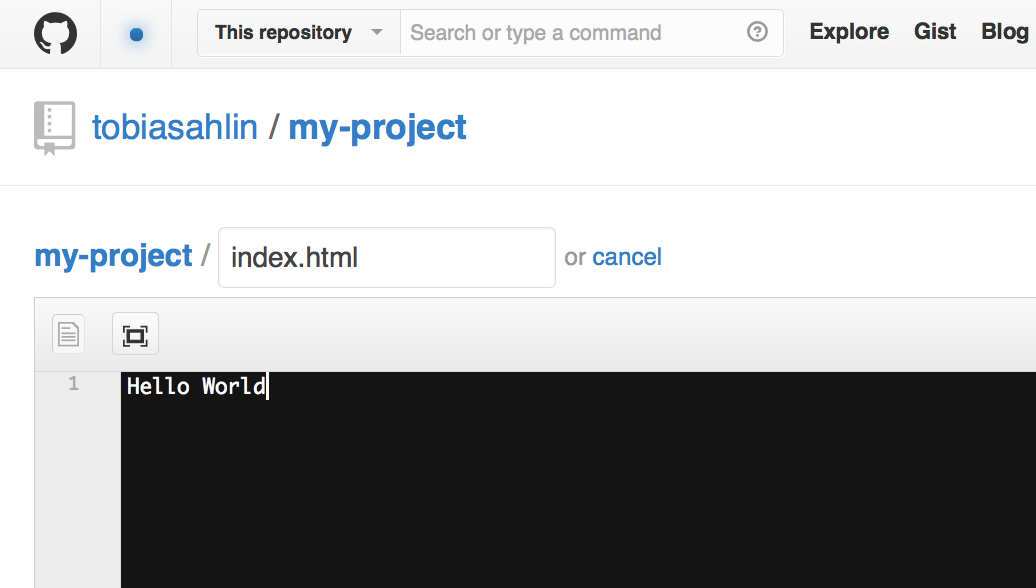 This repository Search or type a command Explore Gist Blog
tobiasahlin / my-project
my-project / index.html or cancel
1 Hello World